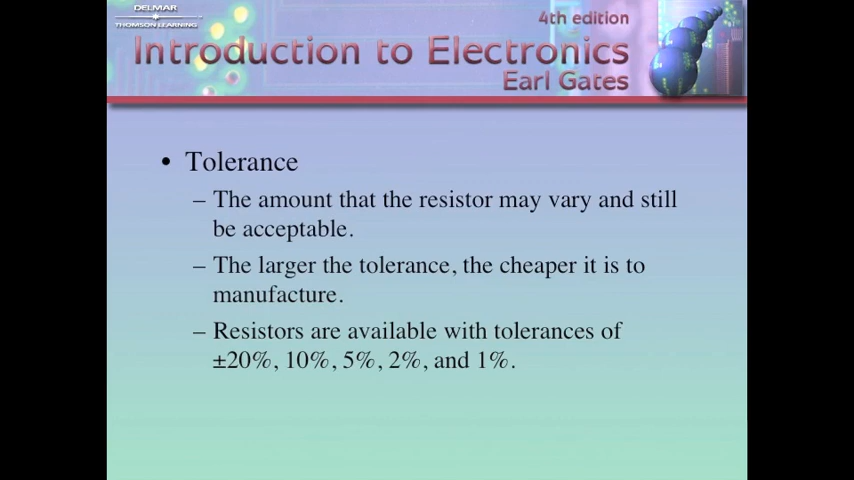 DELMAR
THOMSON LEARNING
4th edition
Introduction to Electronics
Earl Gates
• Tolerance
– The amount that the resistor may vary and still
be acceptable.
– The larger the tolerance, the cheaper it is to
manufacture.
– Resistors are available with tolerances of
±20%, 10%, 5%, 2%, and 1%.